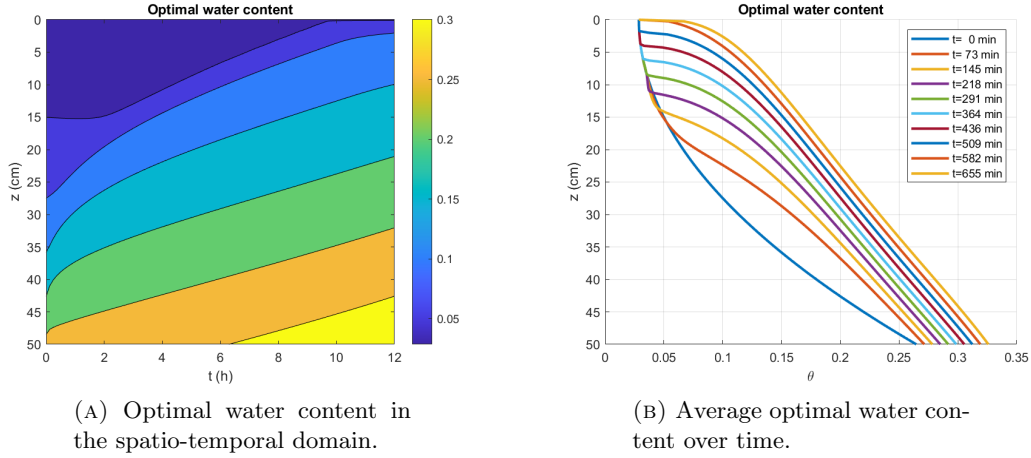 Optimal water content
0
5
10
15
20
25
30
35
40
45
50
z (cm)
0 2 4 6 8 10 12
t (h)
0.3
0.25
0.2
0.15
0.1
0.05
(A) Optimal water content in
the spatio-temporal domain.
Optimal water content
0
5
10
15
20
25
30
35
40
45
50
z (cm)
0 0.05 0.1 0.15 0.2 0.25 0.3 0.35
θ
t= 0 min
t= 73 min
t=145 min
t=218 min
t=291 min
t=364 min
t=436 min
t=509 min
t=582 min
t=655 min
(B) Average optimal water con-
tent over time.